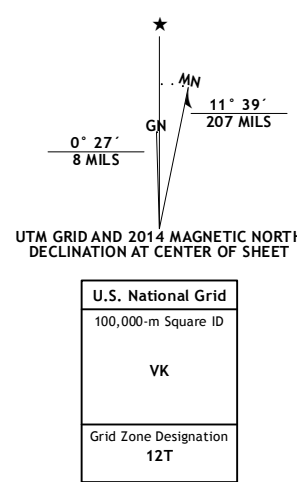 MN
11° 39´
207 MILS
GN
0° 27´
8 MILS
UTM GRID AND 2014 MAGNETIC NORTH
DECLINATION AT CENTER OF SHEET
U.S. National Grid
100,000-m Square ID
VK
Grid Zone Designation
12T